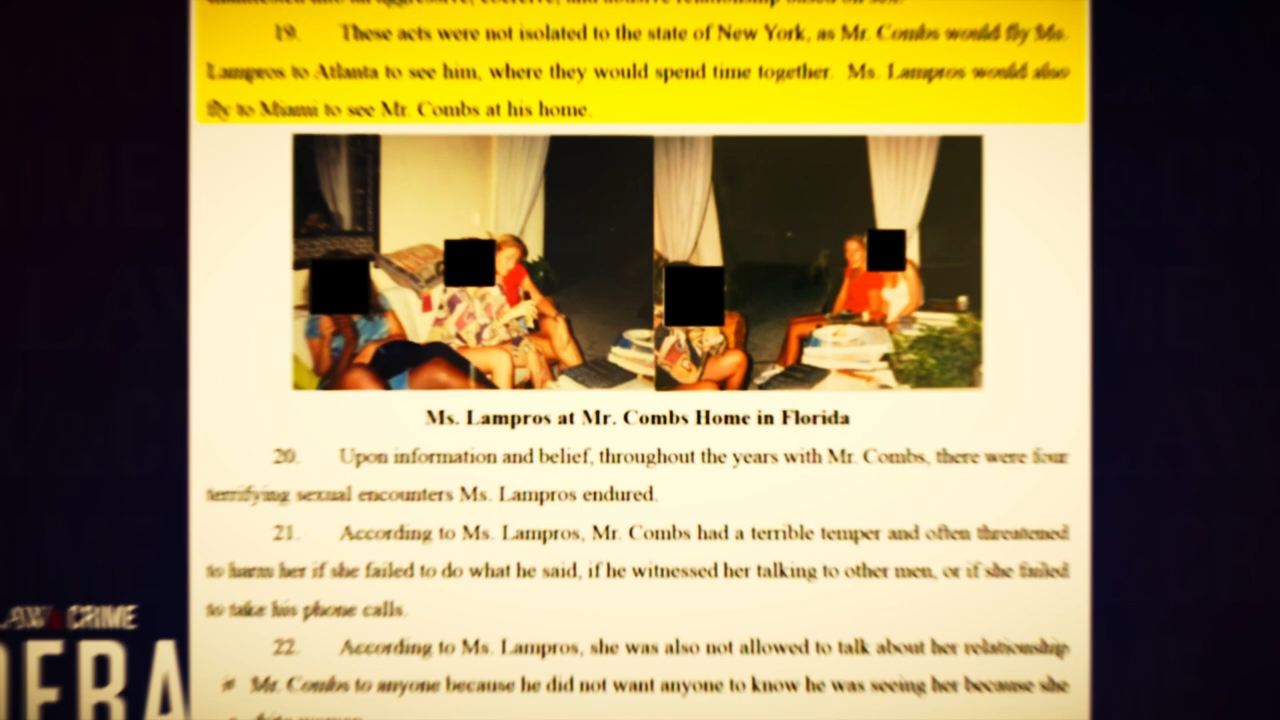 19. These acts were not isolated to the state of New York, as Mr. Combs would fly Ms.
Lampros to Atlanta to see him, where they would spend time together. Ms. Lampros would also
fly to Miami to see Mr. Combs at his home.
Ms. Lampros at Mr. Combs Home in Florida
20. Upon information and belief, throughout the years with Mr. Combs, there were four
terrifying sexual encounters Ms. Lampros endured.
21. According to Ms. Lampros, Mr. Combs had a terrible temper and often threatened
to harm her if she failed to do what he said, if he witnessed her talking to other men, or if she failed
to take his phone calls.
22. According to Ms. Lampros, she was also not allowed to talk about her relationship
Mr. Combs to anyone because he did not want anyone to know he was seeing her because she
LAW CRIME